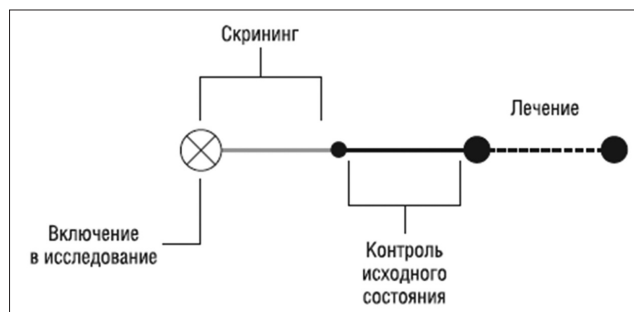 Скрининг
Лечение
Включение
в исследование
Контроль
исходного
состояния